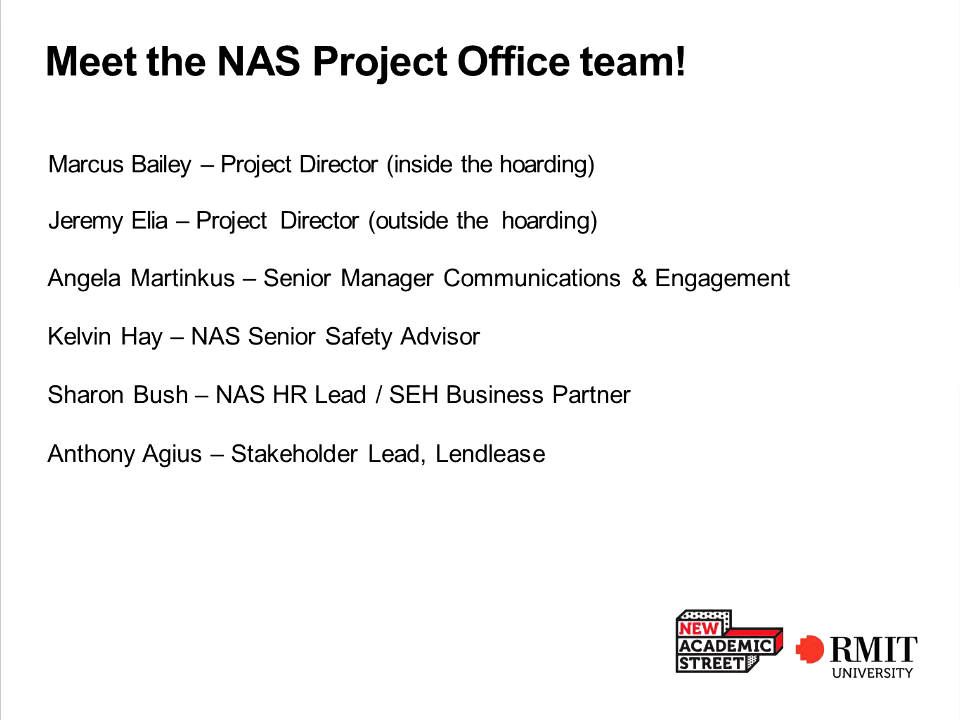 Meet the NAS Project Office team!
Marcus Bailey – Project Director (inside the hoarding)
Jeremy Elia – Project Director (outside the hoarding)
Angela Martinkus – Senior Manager Communications & Engagement
Kelvin Hay – NAS Senior Safety Advisor
Sharon Bush – NAS HR Lead / SEH Business Partner
Anthony Agius – Stakeholder Lead, Lendlease
NEW
ACADEMIC
STREET
RMIT
UNIVERSITY